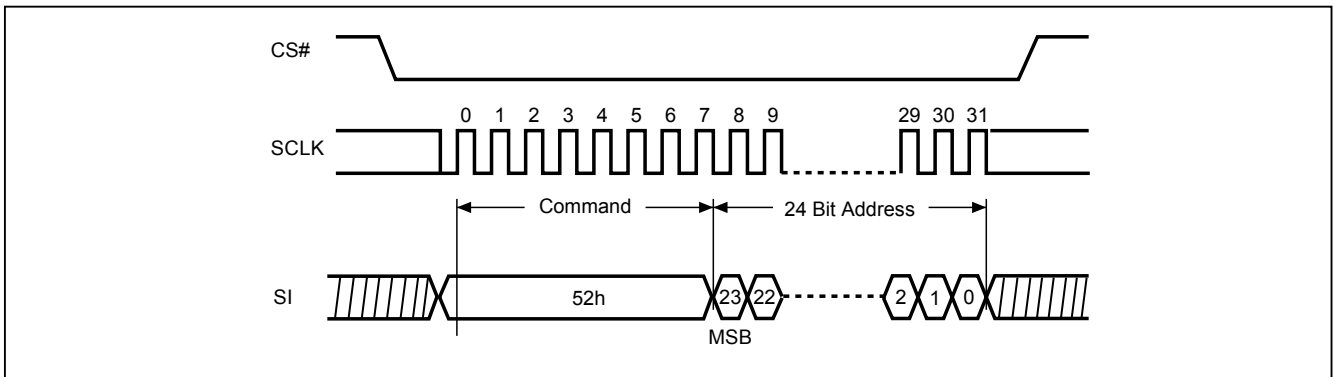 CS#
0 1 2 3 4 5 6 7 8 9 29 30 31
SCLK
Command 24 Bit Address
SI 52h 23 22 2 1 0
MSB